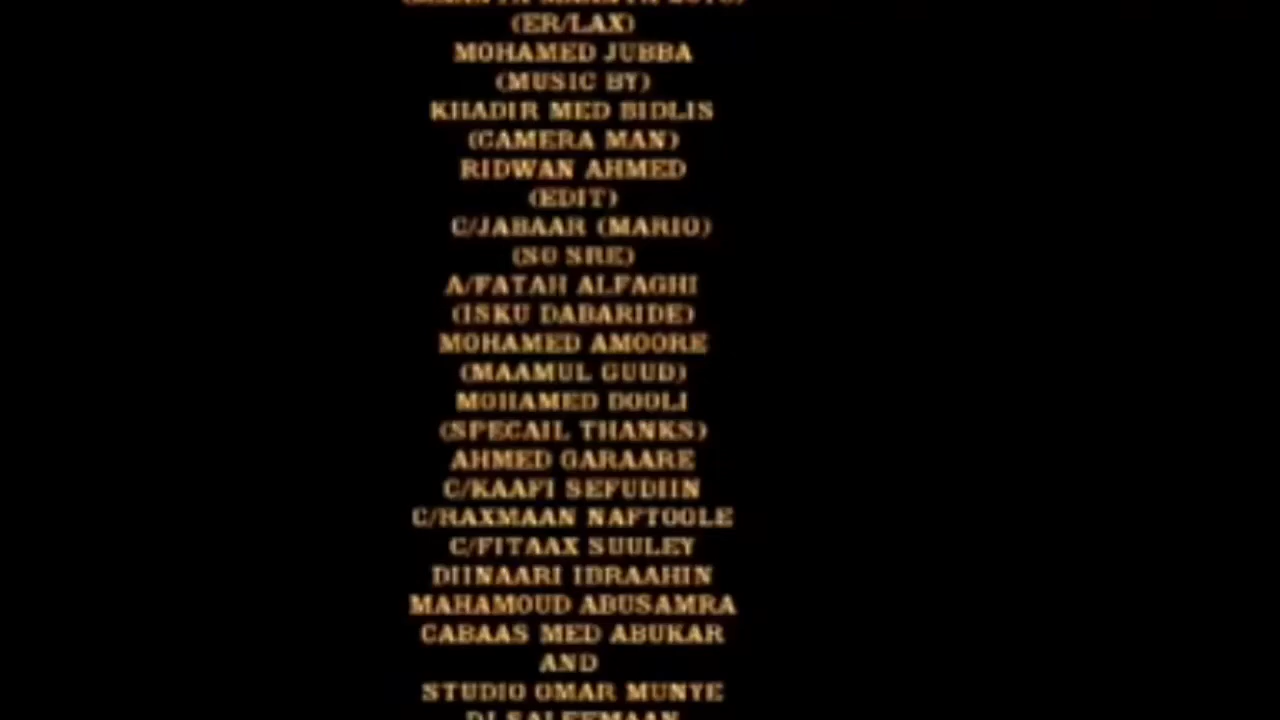 (ER/LAX)
MOHAMED JUBBA
(MUSIC BY)
KHADIR MED BIDLIS
(CAMERA MAN)
RIDWAN AHMED
(EDIT)
C/JABAAR (MARIO)
(SO SRE)
A/FATAH ALFAGHI
(ISKU DABARIDE)
MOHAMED AMOORE
(MAAMUL GUUD)
MOHAMED DOOLI
(SPECAIL THANKS)
AHMED GARAARE
C/KAAFI SEFUDIIN
C/RAXMAAN NAFTOOLE
C/FITAAX SUULEY
DIINAARI IBRAAHIN
MAHAMOUD ABUSAMRA
CABAAS MED ABUKAR
AND
STUDIO OMAR MUNYE
DJ SALEEMAAN